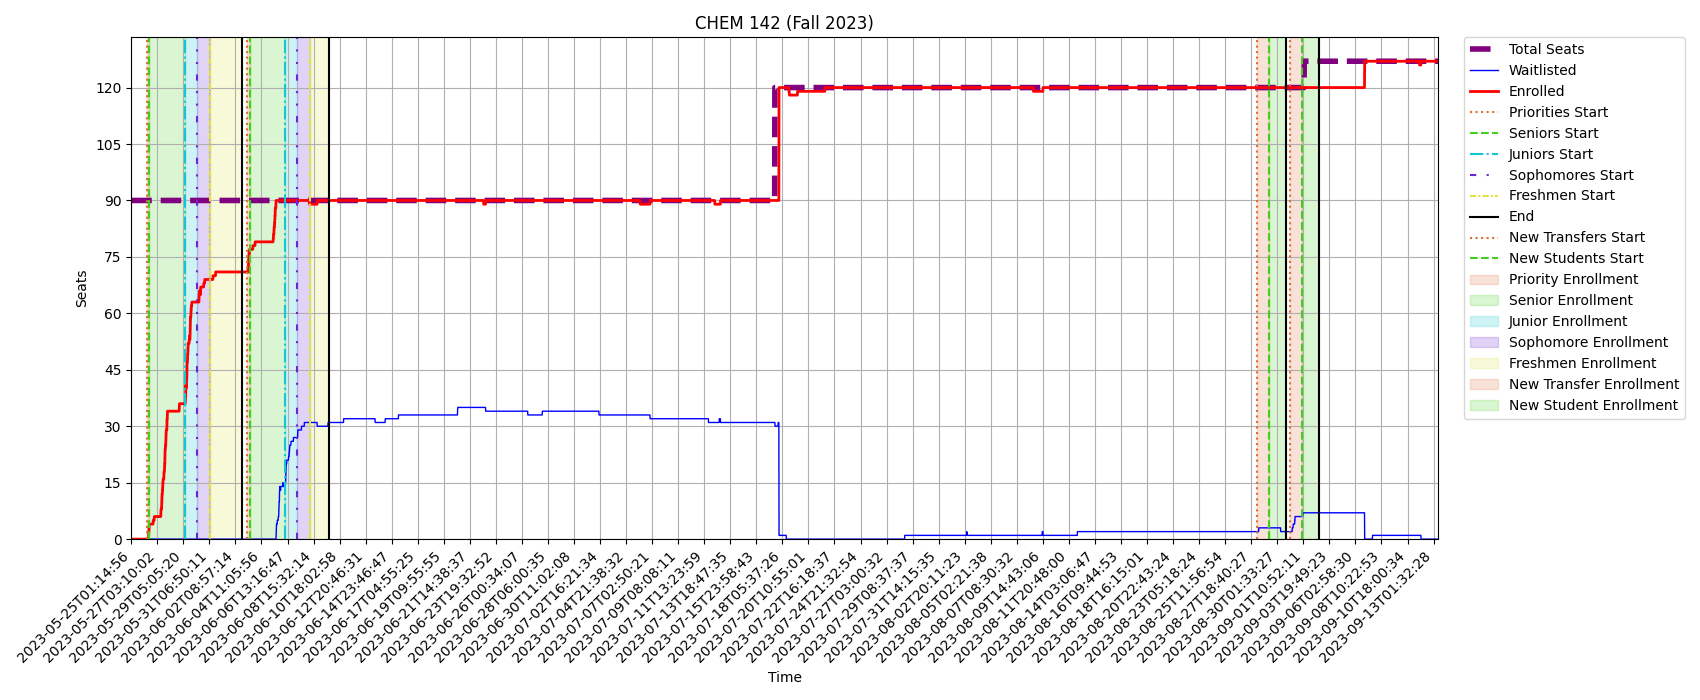 CHEM 142 (Fall 2023)
Total Seats
Waitlisted
Enrolled
Priorities Start
Seniors Start
Juniors Start
Sophomores Start
Freshmen Start
End
New Transfers Start
New Students Start
Priority Enrollment
Senior Enrollment
Junior Enrollment
Sophomore Enrollment
Freshmen Enrollment
New Transfer Enrollment
New Student Enrollment
Seats
120
105
90
75
60
45
30
15
0
2023-05-25T01:14:56
2023-05-27T03:10:02
2023-05-29T05:05:20
2023-05-31T06:50:11
2023-06-02T08:57:14
2023-06-04T11:05:56
2023-06-06T13:16:47
2023-06-08T15:32:14
2023-06-10T18:02:58
2023-06-12T20:46:31
2023-06-14T23:46:47
2023-06-17T04:55:25
2023-06-19T09:55:55
2023-06-21T14:38:37
2023-06-23T19:32:52
2023-06-26T00:34:07
2023-06-28T06:00:35
2023-06-30T11:02:08
2023-07-02T16:21:34
2023-07-04T21:38:32
2023-07-07T02:50:21
2023-07-09T08:08:11
2023-07-11T13:23:59
2023-07-13T18:47:35
2023-07-15T23:58:43
2023-07-18T05:37:26
2023-07-20T10:55:01
2023-07-22T16:18:37
2023-07-24T21:32:54
2023-07-27T03:00:32
2023-07-29T08:37:37
2023-07-31T14:15:35
2023-08-02T20:11:23
2023-08-05T02:21:38
2023-08-07T08:30:32
2023-08-09T14:43:06
2023-08-11T20:48:00
2023-08-14T03:06:47
2023-08-16T09:44:53
2023-08-18T16:15:01
2023-08-20T22:43:24
2023-08-23T05:18:24
2023-08-25T11:56:54
2023-08-27T18:40:27
2023-08-30T01:33:27
2023-09-01T10:52:11
2023-09-03T19:49:23
2023-09-06T02:58:30
2023-09-08T10:22:53
2023-09-10T18:00:34
2023-09-13T01:32:28
Time